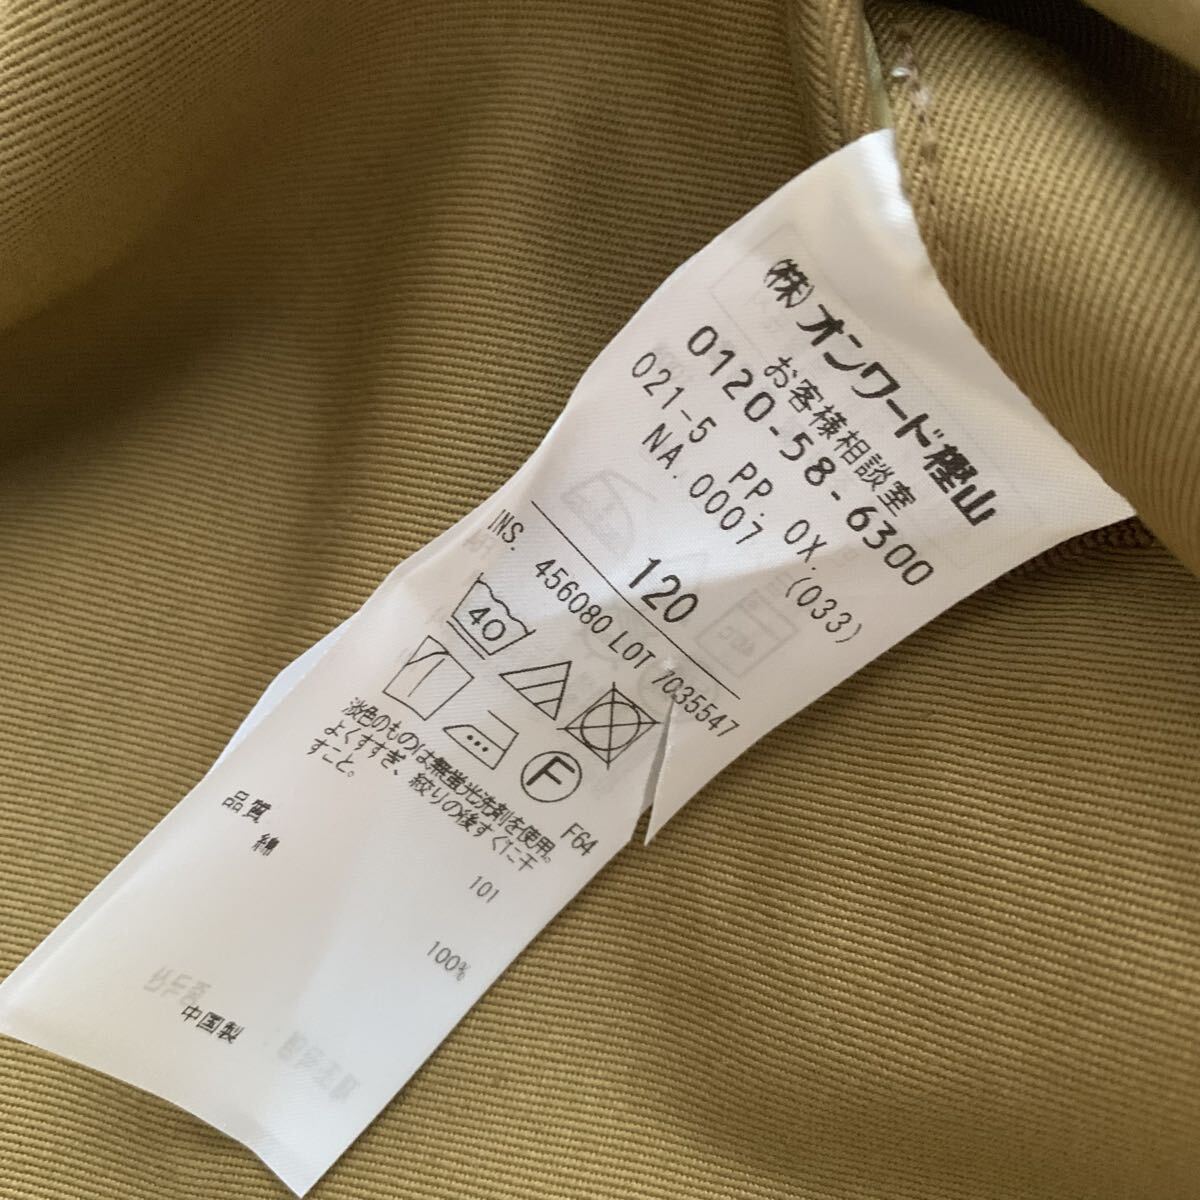 (株)オンワード樫山
お客様相談室
0120-58-6300
021-5 PP. OX. (033)
NA.0007
120
INS. 456080 LOT 7035547
40
F
F64
淡色のものは無蛍光洗剤を使用。
よくすすぎ、絞りの後すぐに干
すこと。
101
品質
綿 100%
中国製